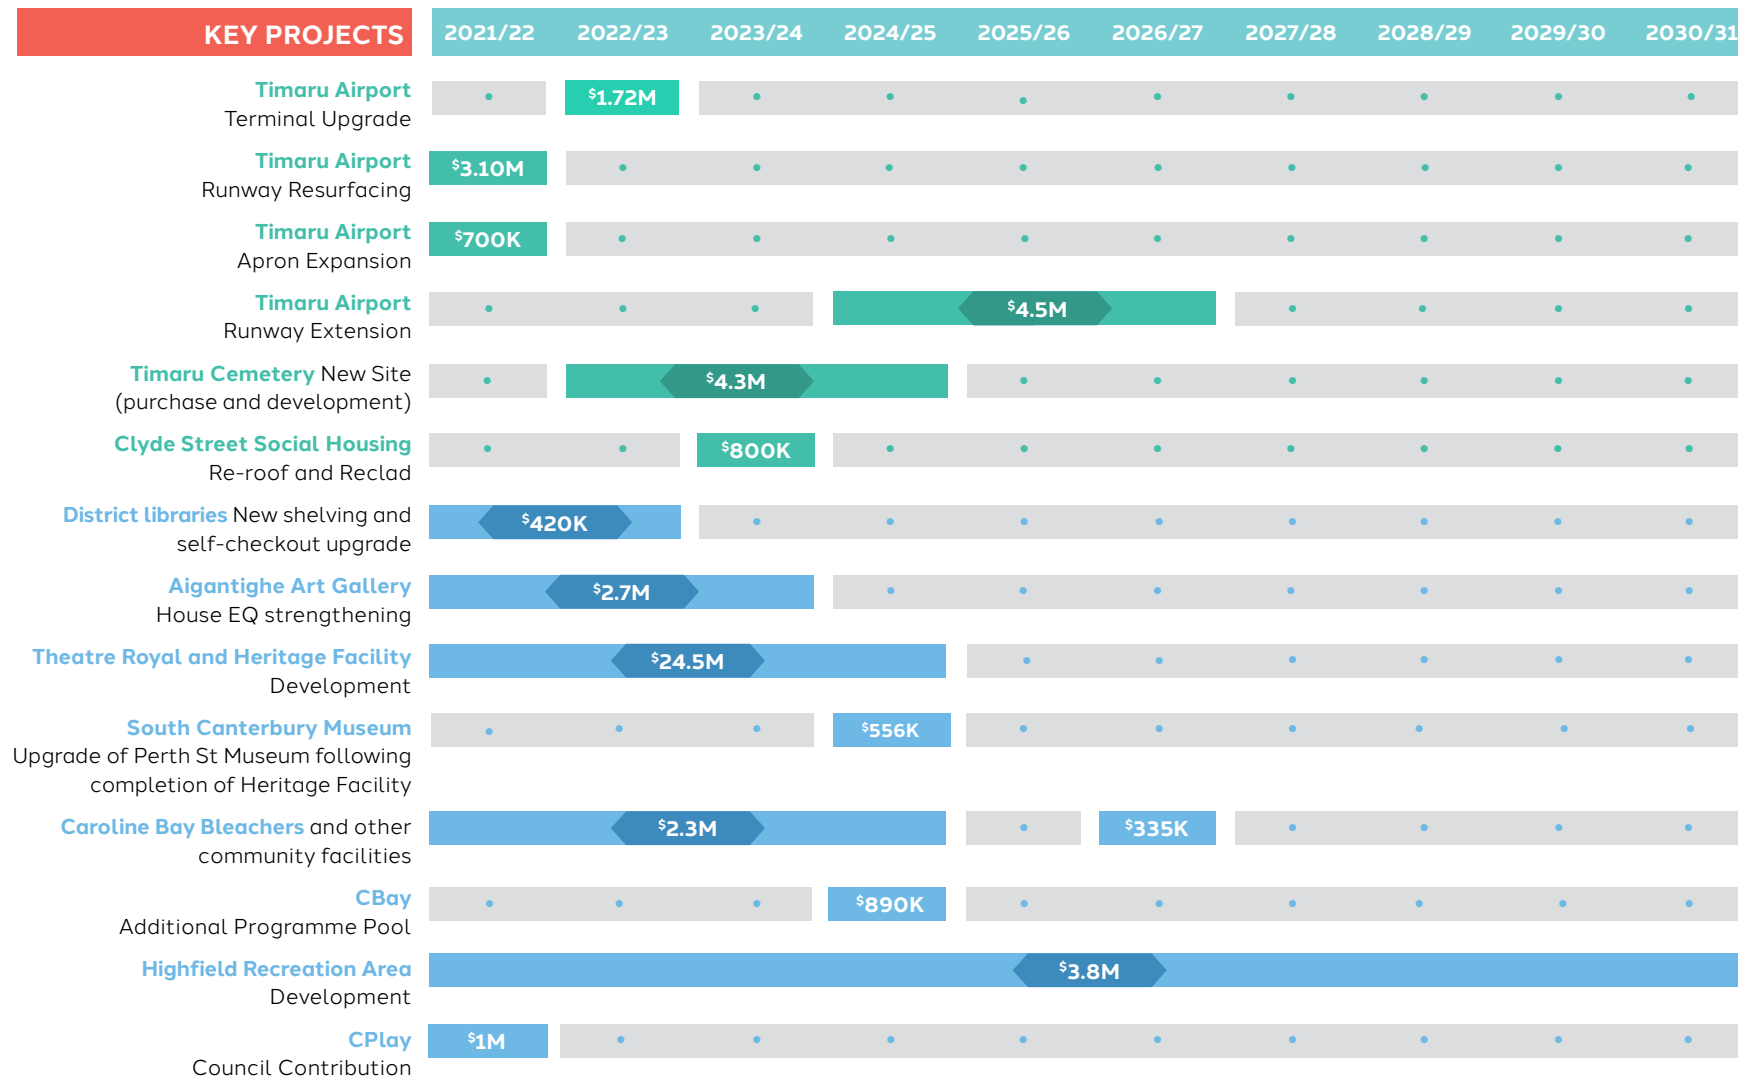 KEY PROJECTS 2021/22 2022/23 2023/24 2024/25 2025/26 2026/27 2027/28 2028/29 2029/30 2030/31
Timaru Airport
Terminal Upgrade
$1.72M
Timaru Airport
Runway Resurfacing
$3.10M
Timaru Airport
Apron Expansion
$700K
Timaru Airport
Runway Extension
$4.5M
Timaru Cemetery New Site
(purchase and development)
$4.3M
Clyde Street Social Housing
Re-roof and Reclad
$800K
District libraries New shelving and
self-checkout upgrade
$420K
Aigantighe Art Gallery
House EQ strengthening
$2.7M
Theatre Royal and Heritage Facility
Development
$24.5M
South Canterbury Museum
Upgrade of Perth St Museum following
completion of Heritage Facility
$556K
Caroline Bay Bleachers and other
community facilities
$2.3M $335K
CBay
Additional Programme Pool
$890K
Highfield Recreation Area
Development
$3.8M
CPlay
Council Contribution
$1M